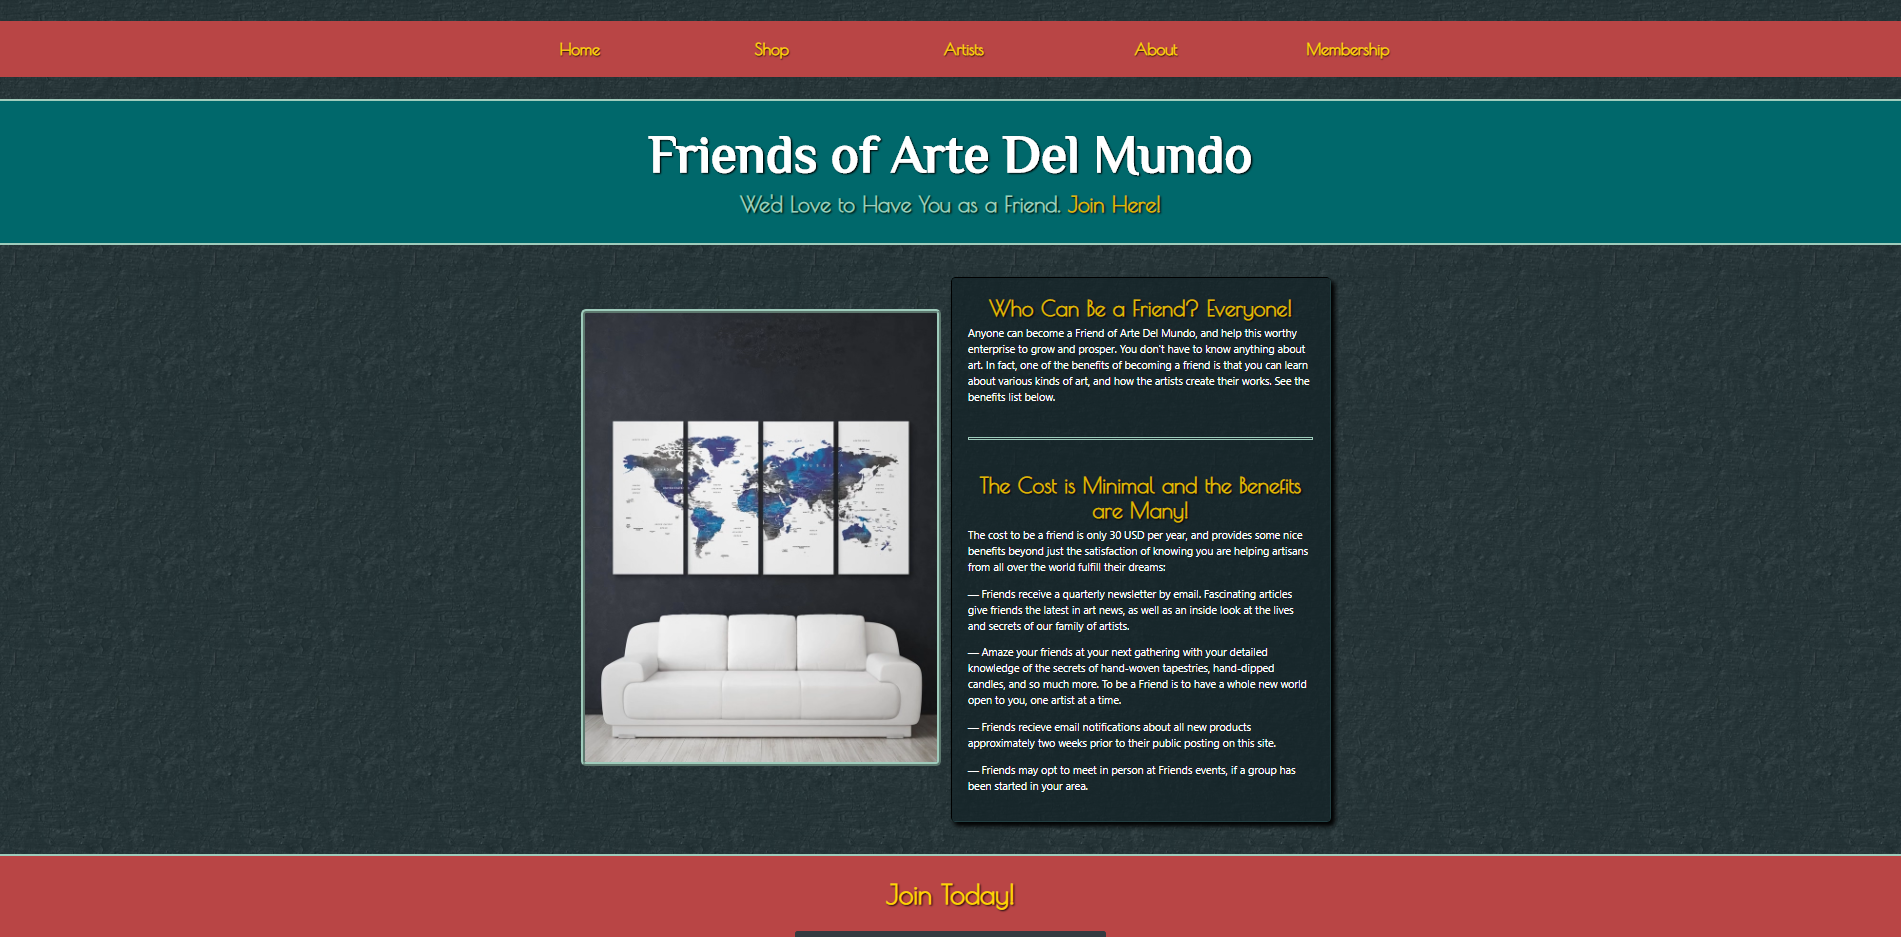 Home Shop Artists About Membership
Friends of Arte Del Mundo
We'd Love to Have You as a Friend. Join Here!
Who Can Be a Friend? Everyone!
Anyone can become a Friend of Arte Del Mundo, and help this worthy
enterprise to grow and prosper. You don't have to know anything about
art. In fact, one of the benefits of becoming a friend is that you can learn
about various kinds of art, and how the artists create their works. See the
benefits list below.
The Cost is Minimal and the Benefits
are Many!
The cost to be a friend is only 30 USD per year, and provides some nice
benefits beyond just the satisfaction of knowing you are helping artisans
from all over the world fulfill their dreams:
— Friends receive a quarterly newsletter by email. Fascinating articles
give friends the latest in art news, as well as an inside look at the lives
and secrets of our family of artists.
— Amaze your friends at your next gathering with your detailed
knowledge of the secrets of hand-woven tapestries, hand-dipped
candles, and so much more. To be a Friend is to have a whole new world
open to you, one artist at a time.
— Friends recieve email notifications about all new products
approximately two weeks prior to their public posting on this site.
— Friends may opt to meet in person at Friends events, if a group has
been started in your area.
Join Today!